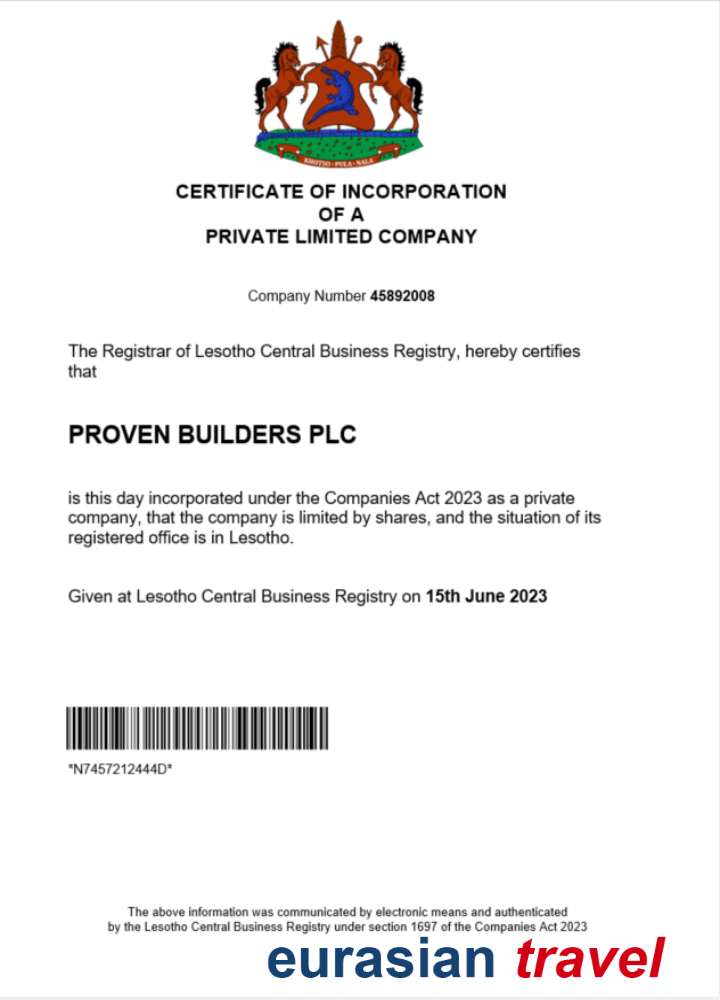 KHOTSO • PULA • NALA
CERTIFICATE OF INCORPORATION
OF A
PRIVATE LIMITED COMPANY
Company Number 45892008
The Registrar of Lesotho Central Business Registry, hereby certifies
that
PROVEN BUILDERS PLC
is this day incorporated under the Companies Act 2023 as a private
company, that the company is limited by shares, and the situation of its
registered office is in Lesotho.
Given at Lesotho Central Business Registry on 15th June 2023
*N7457212444D*
The above information was communicated by electronic means and authenticated
by the Lesotho Central Business Registry under section 1697 of the Companies Act 2023
eurasian travel